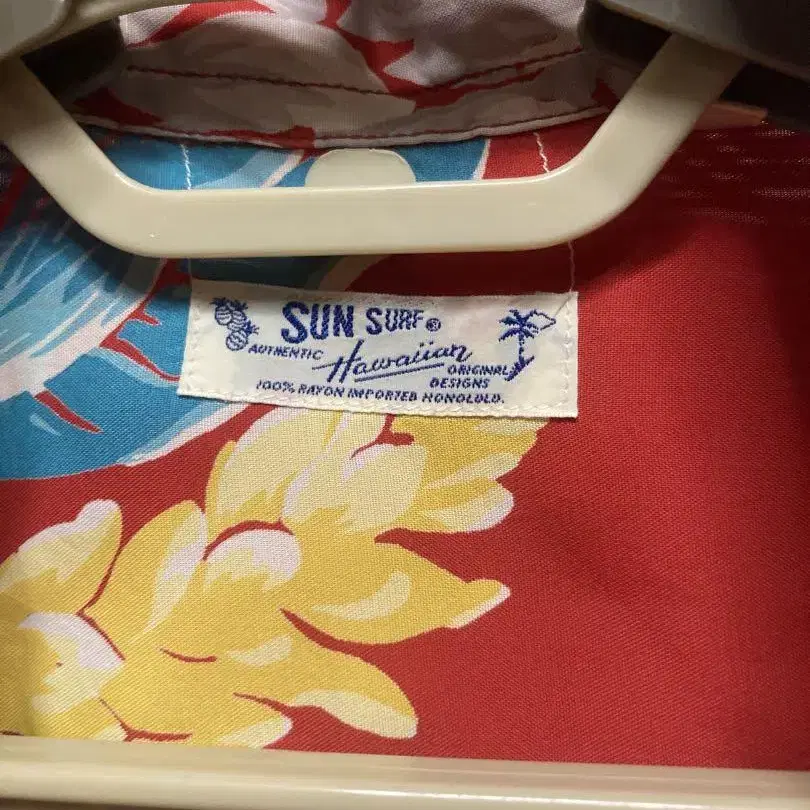 SUN SURF®
AUTHENTIC Hawaiian ORIGINAL DESIGNS
100% RAYON IMPORTED HONOLULU.